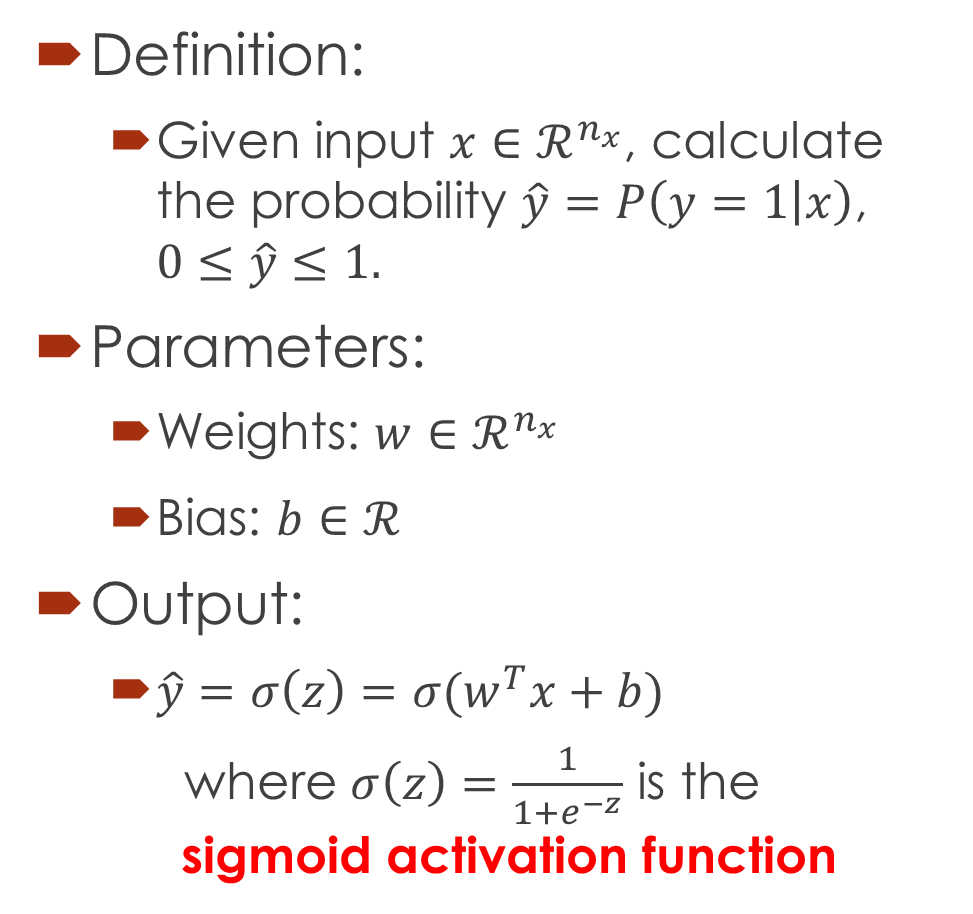 Definition:
Given input $x \in \mathcal{R}^{n_x}$, calculate
the probability $\hat{y} = P(y = 1|x)$,
$0 \leq \hat{y} \leq 1$.
Parameters:
Weights: $w \in \mathcal{R}^{n_x}$
Bias: $b \in \mathcal{R}$
Output:
$\hat{y} = \sigma(z) = \sigma(w^T x + b)$
where $\sigma(z) = \frac{1}{1+e^{-z}}$ is the
sigmoid activation function